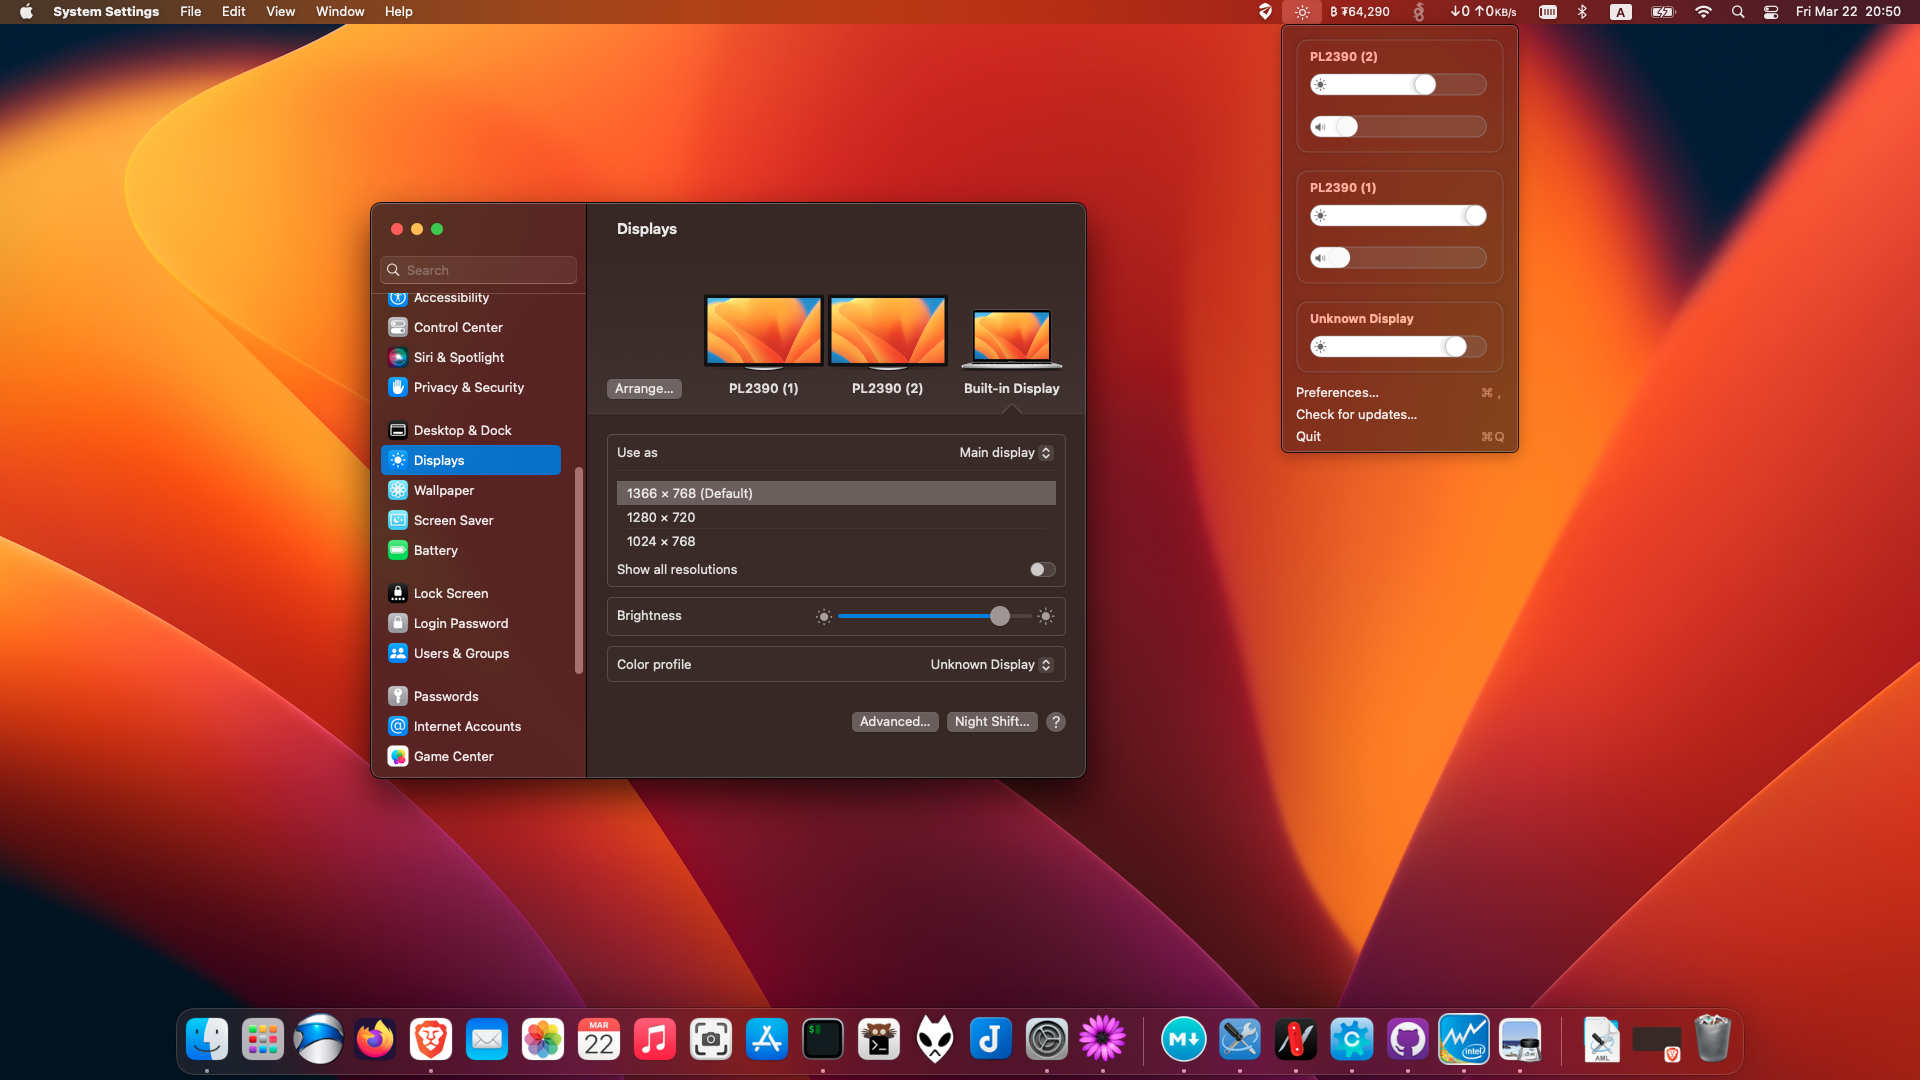 System Settings File Edit View Window Help
₮64,290
↓0 ↑0KB/s
A
Fri Mar 22 20:50
PL2390 (2)
PL2390 (1)
Unknown Display
Preferences... ⌘ ,
Check for updates...
Quit ⌘Q
Search
Accessibility
Control Center
Siri & Spotlight
Privacy & Security
Desktop & Dock
Displays
Wallpaper
Screen Saver
Battery
Lock Screen
Login Password
Users & Groups
Passwords
Internet Accounts
Game Center
Displays
Arrange...
PL2390 (1)
PL2390 (2)
Built-in Display
Use as Main display
1366 × 768 (Default)
1280 × 720
1024 × 768
Show all resolutions
Brightness
Color profile Unknown Display
Advanced...
Night Shift...
?
MAR
22
$
J
M
C
intel
AML